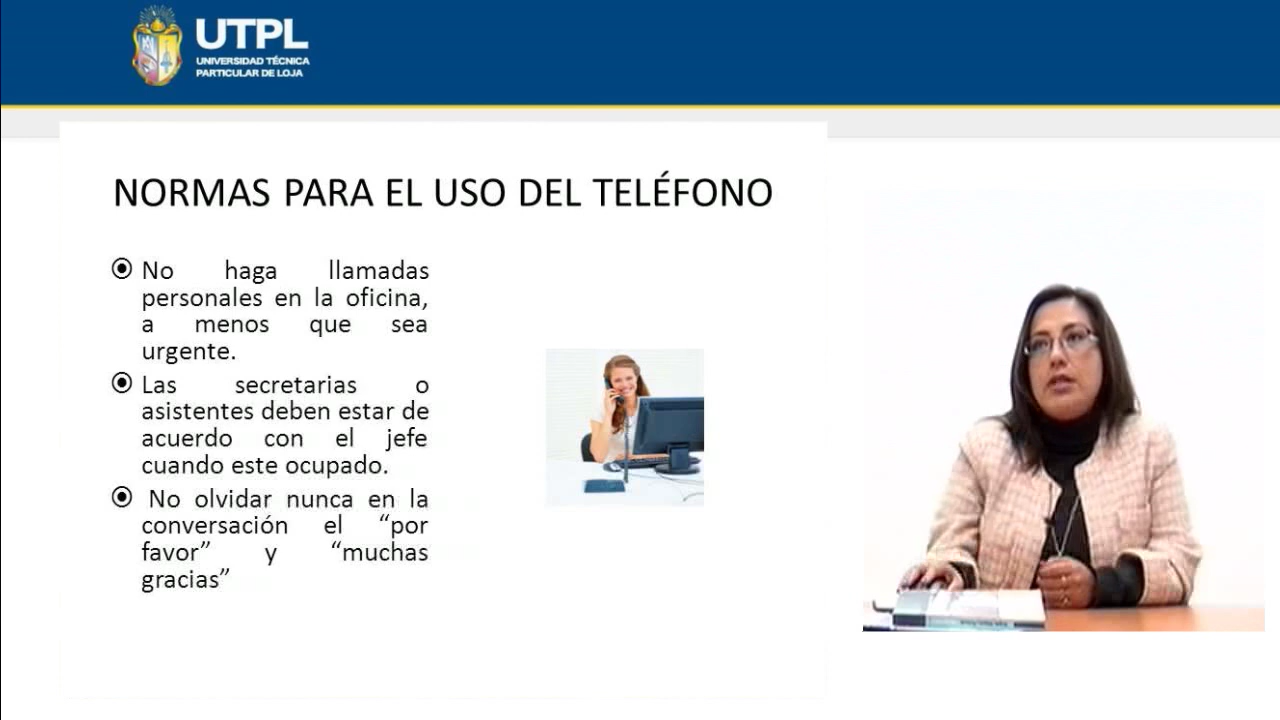 UTPL
UNIVERSIDAD TÉCNICA
PARTICULAR DE LOJA
NORMAS PARA EL USO DEL TELÉFONO
No haga llamadas
personales en la oficina,
a menos que sea
urgente.
Las secretarias o
asistentes deben estar de
acuerdo con el jefe
cuando este ocupado.
No olvidar nunca en la
conversación el “por
favor” y “muchas
gracias”